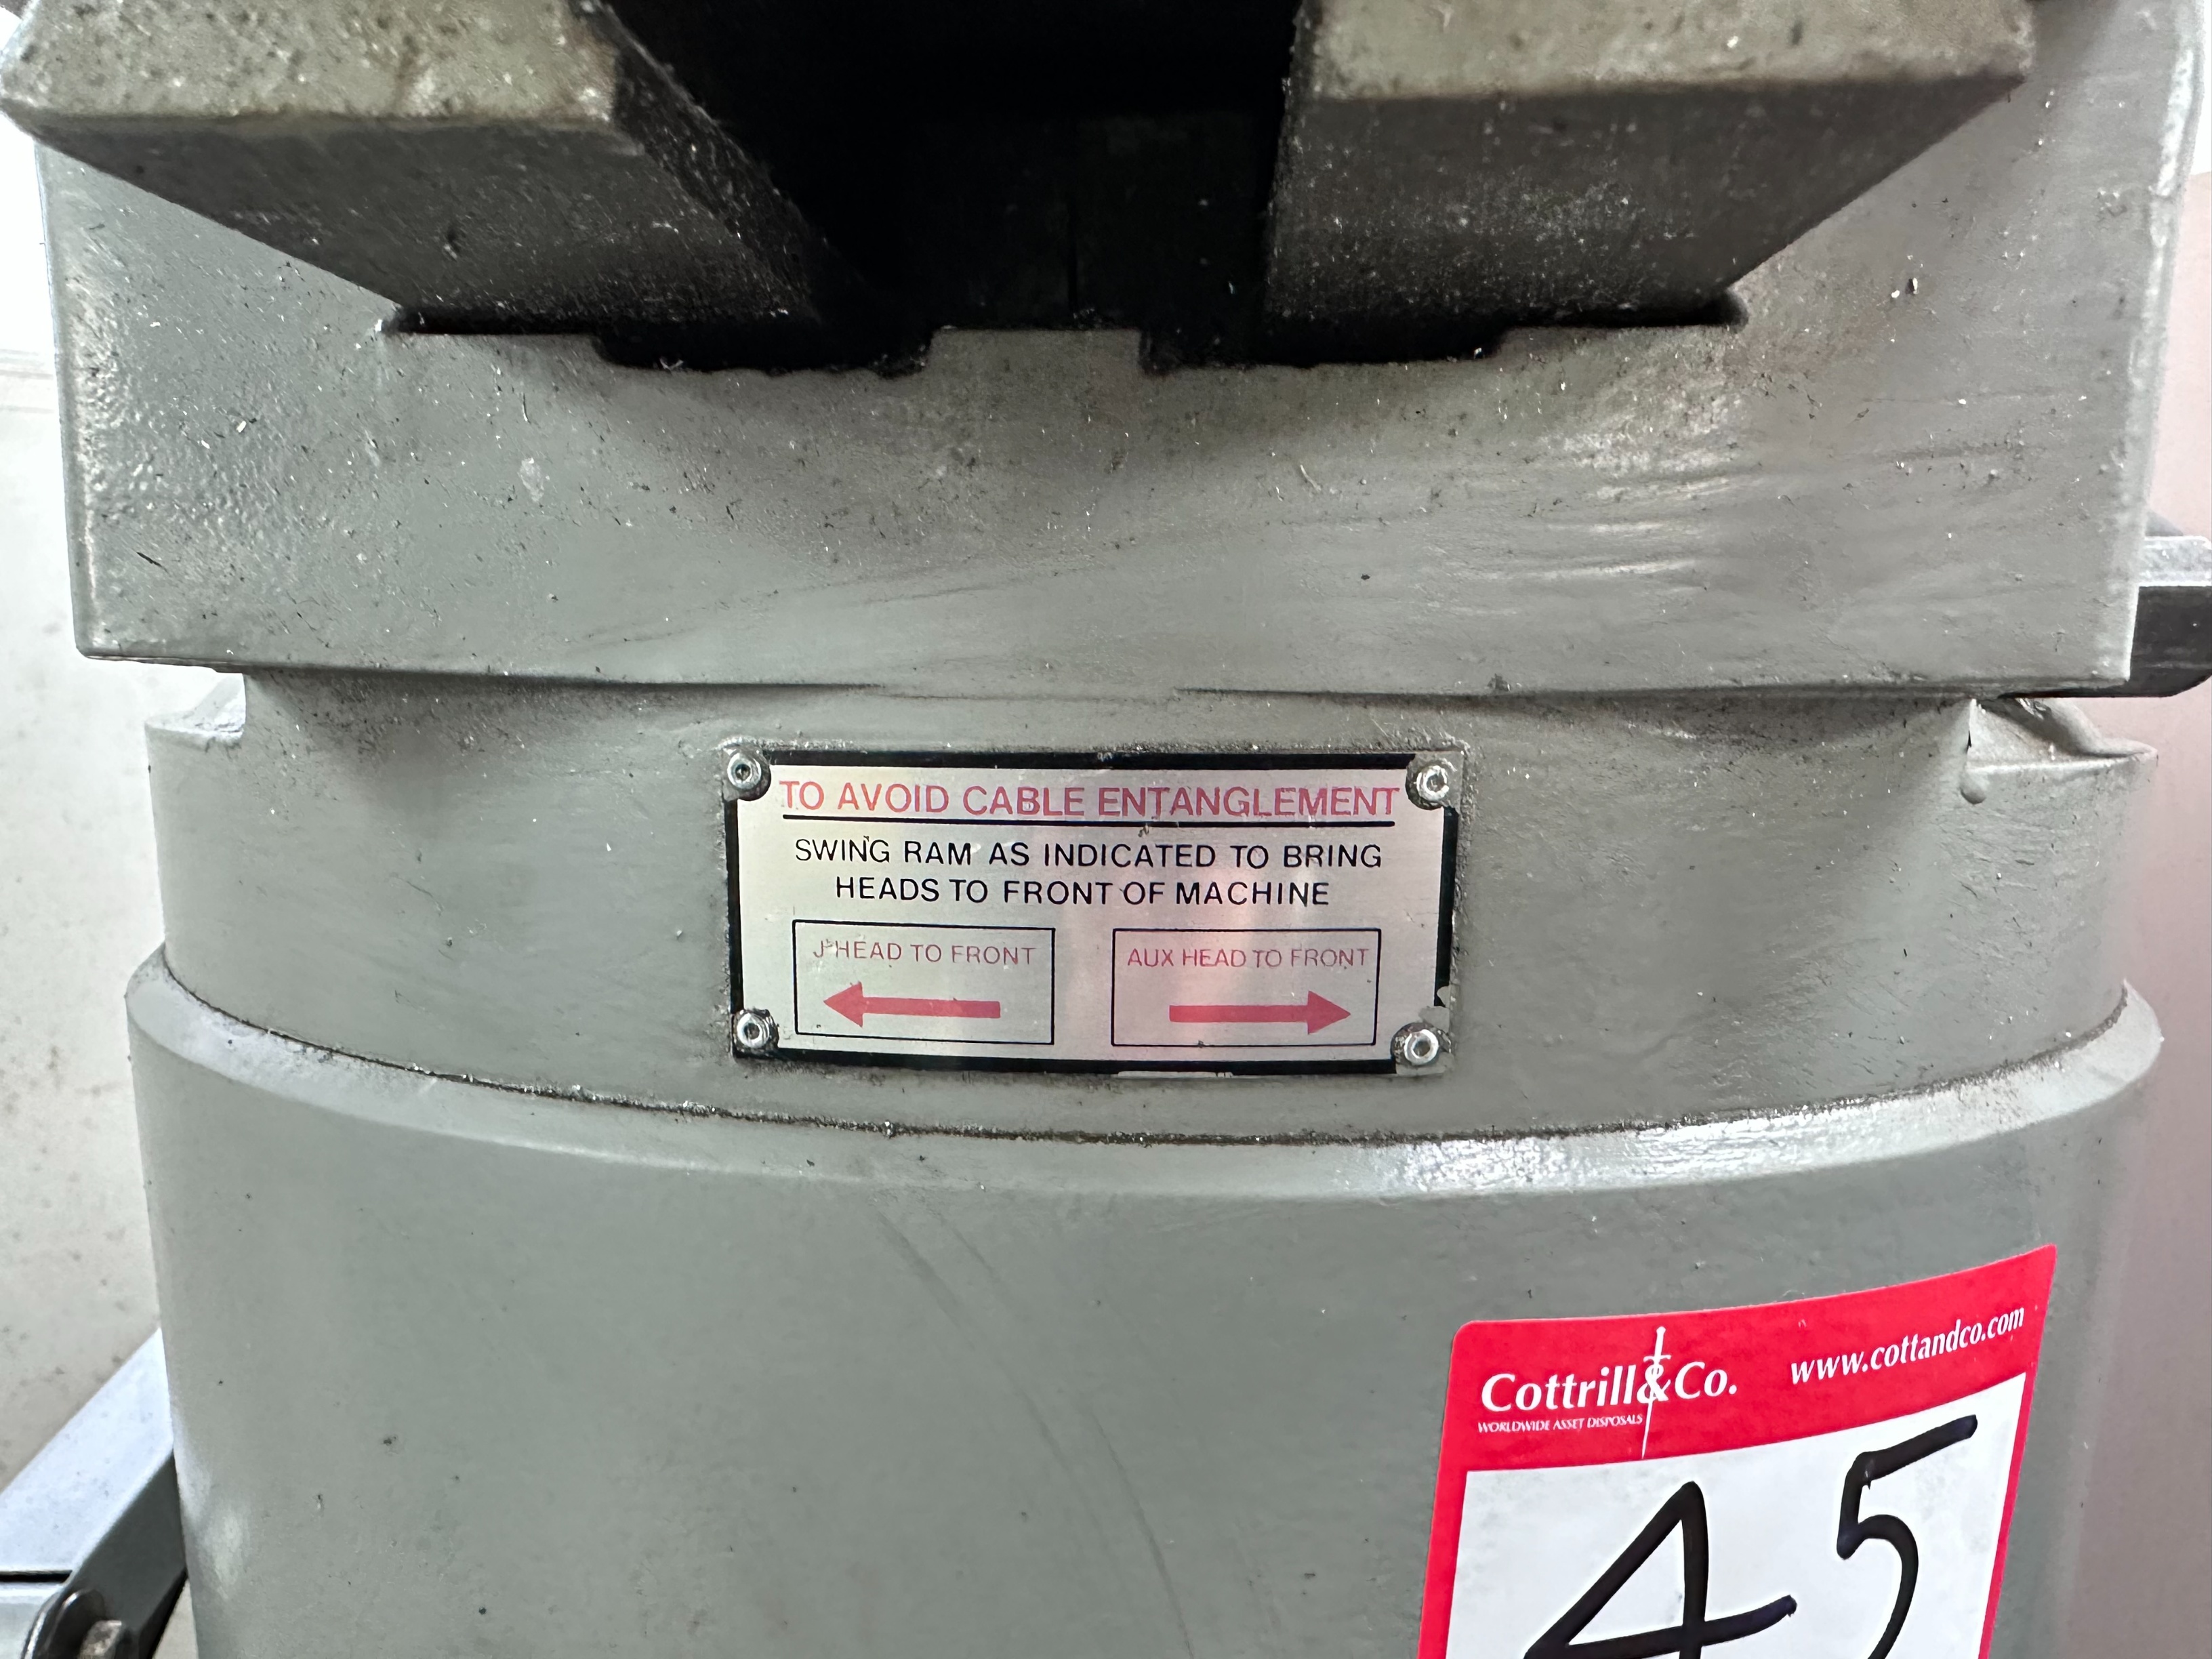 TO AVOID CABLE ENTANGLEMENT
SWING RAM AS INDICATED TO BRING
HEADS TO FRONT OF MACHINE
J HEAD TO FRONT
AUX HEAD TO FRONT
Cottrill&Co.
WORLDWIDE ASSET DISPOSALS
www.cottandco.com
45